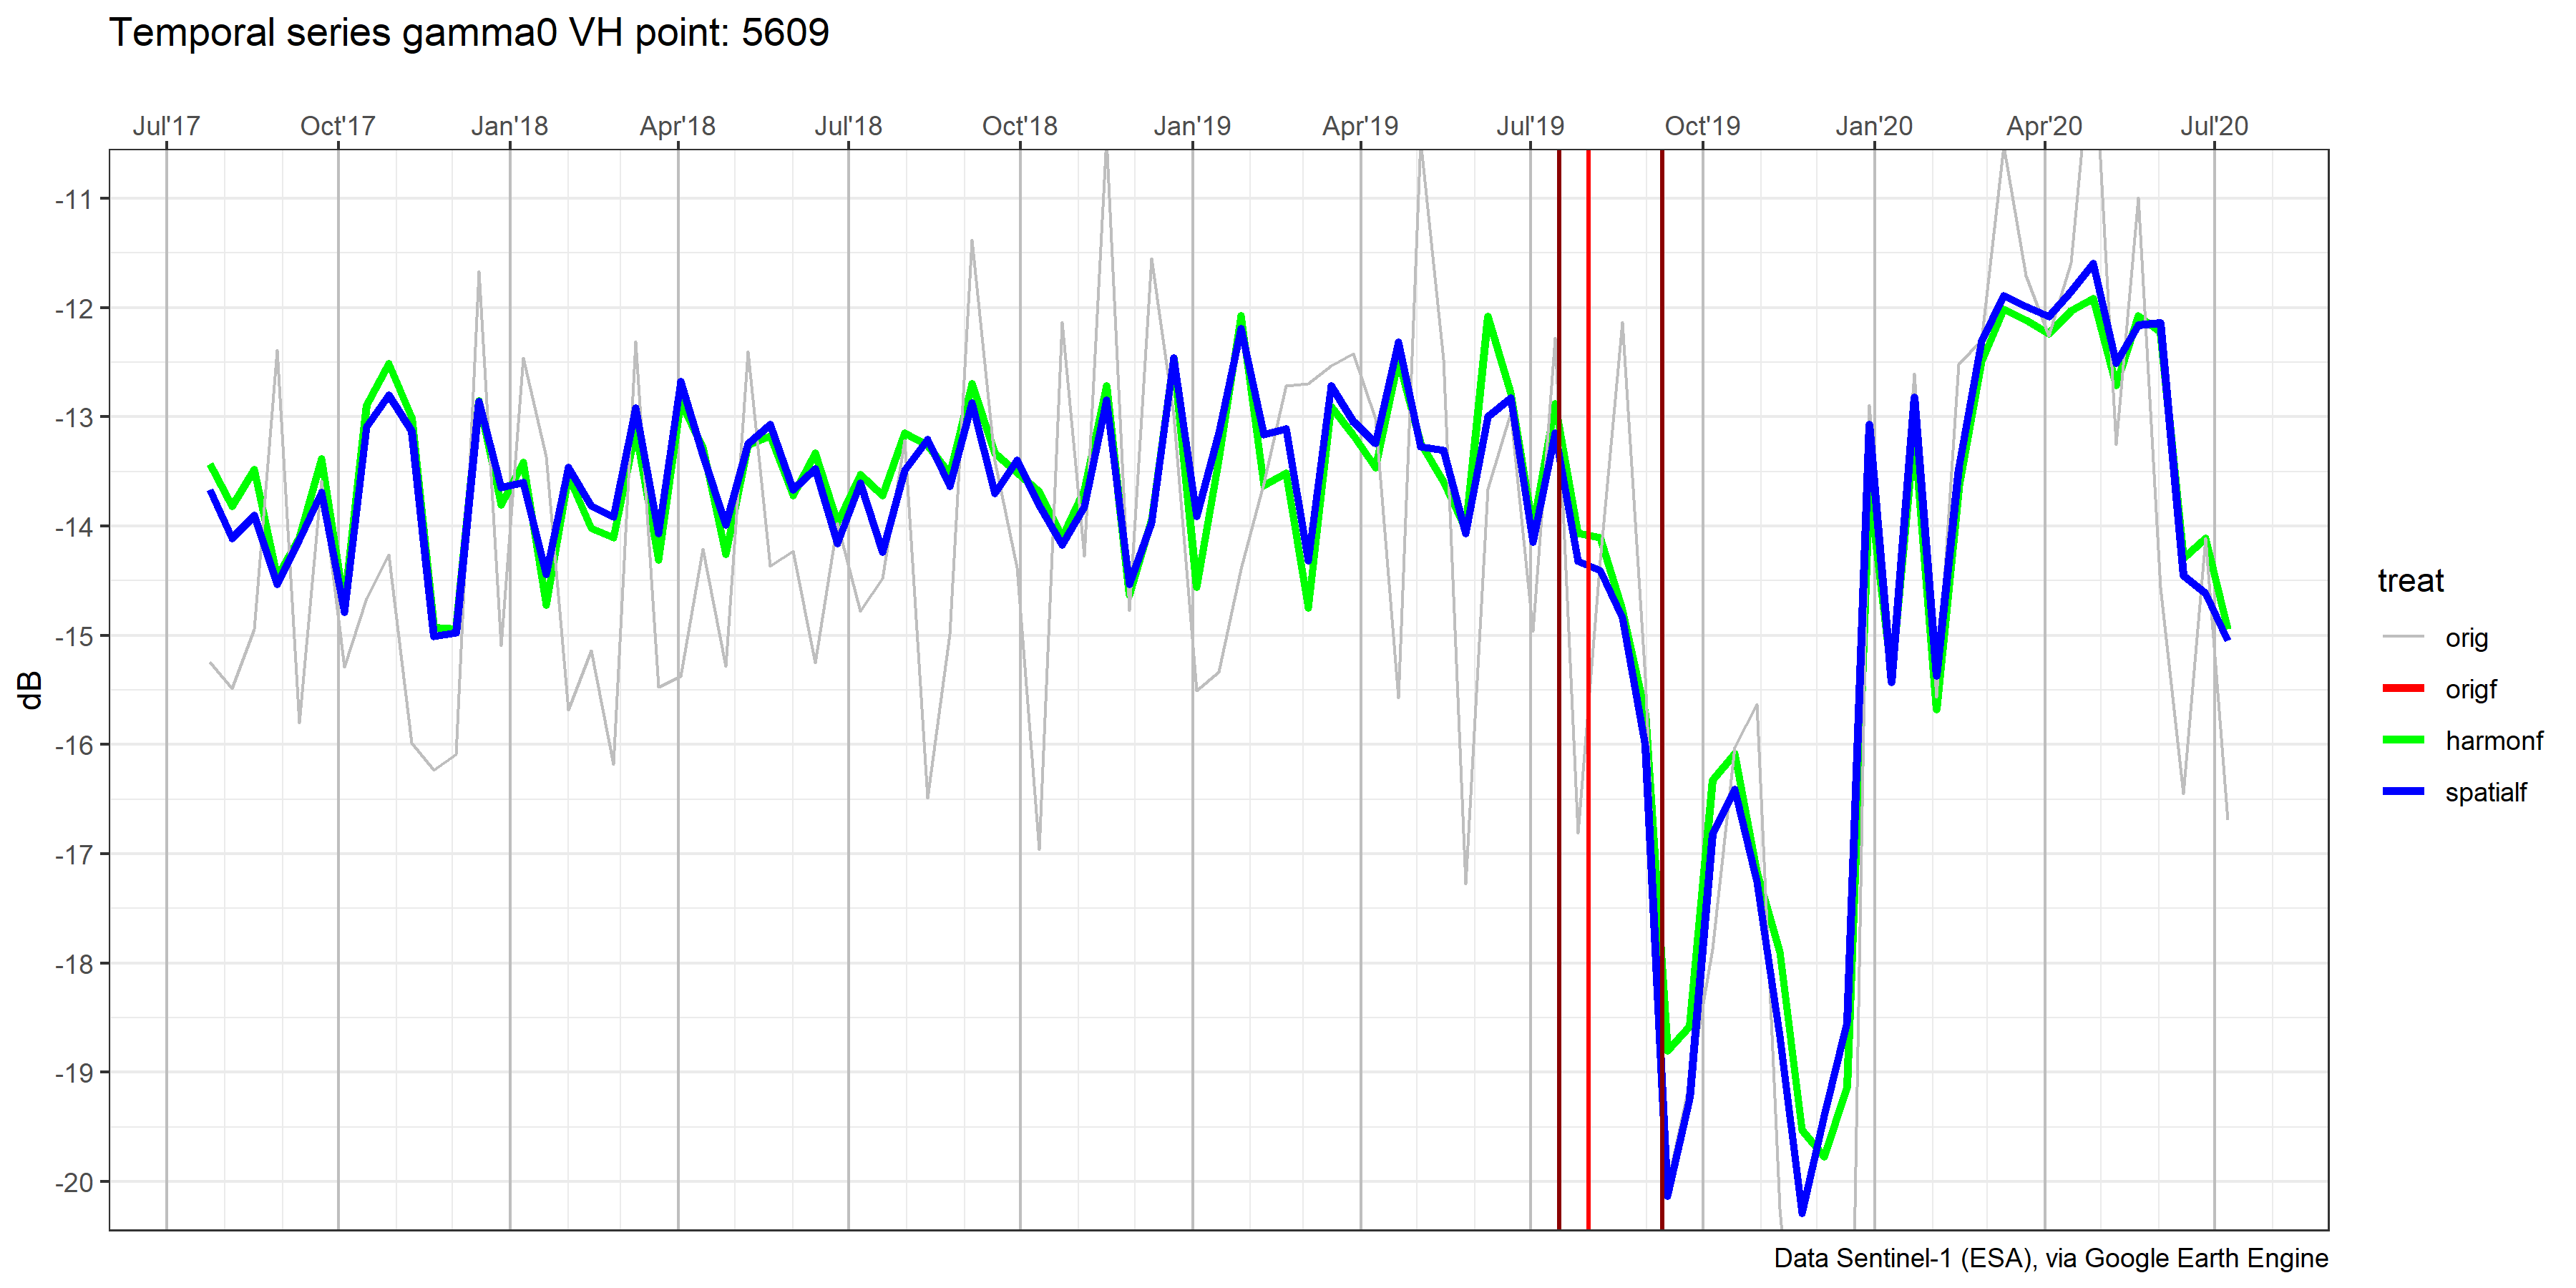 Temporal series gamma0 VH point: 5609
Jul'17 Oct'17 Jan'18 Apr'18 Jul'18 Oct'18 Jan'19 Apr'19 Jul'19 Oct'19 Jan'20 Apr'20 Jul'20
-11
-12
-13
-14
-15
-16
-17
-18
-19
-20
dB
treat
orig
origf
harmonf
spatialf
Data Sentinel-1 (ESA), via Google Earth Engine